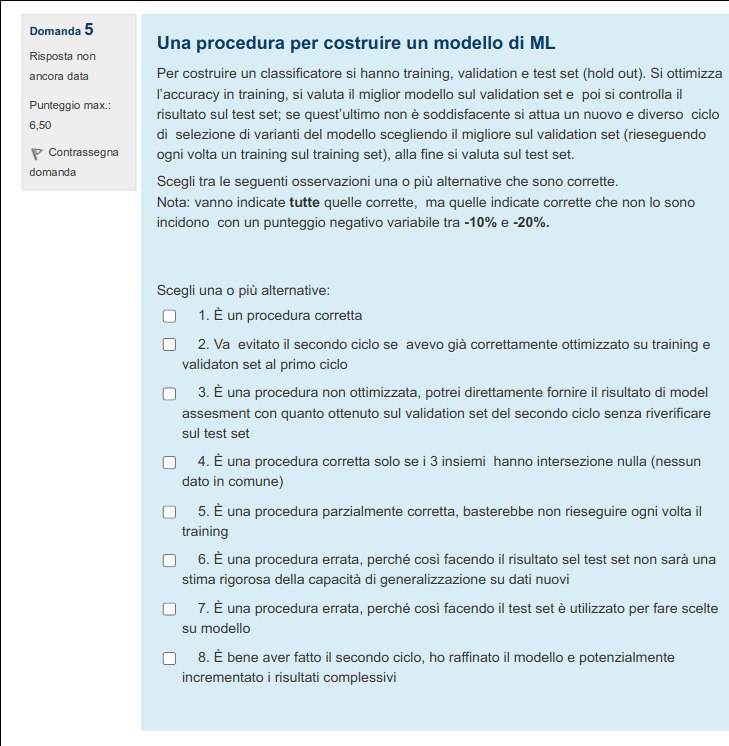 Domanda 5
Risposta non
ancora data
Punteggio max.:
6,50
Contrassegna
domanda
Una procedura per costruire un modello di ML
Per costruire un classificatore si hanno training, validation e test set (hold out). Si ottimizza
l'accuracy in training, si valuta il miglior modello sul validation set e poi si controlla il
risultato sul test set; se quest'ultimo non è soddisfacente si attua un nuovo e diverso ciclo
di selezione di varianti del modello scegliendo il migliore sul validation set (rieseguendo
ogni volta un training sul training set), alla fine si valuta sul test set.
Scegli tra le seguenti osservazioni una o più alternative che sono corrette.
Nota: vanno indicate tutte quelle corrette, ma quelle indicate corrette che non lo sono
incidono con un punteggio negativo variabile tra -10% e -20%.
Scegli una o più alternative:
1. È un procedura corretta
2. Va evitato il secondo ciclo se avevo già correttamente ottimizzato su training e
validaton set al primo ciclo
3. È una procedura non ottimizzata, potrei direttamente fornire il risultato di model
assesment con quanto ottenuto sul validation set del secondo ciclo senza riverificare
sul test set
4. È una procedura corretta solo se i 3 insiemi hanno intersezione nulla (nessun
dato in comune)
5. È una procedura parzialmente corretta, basterebbe non rieseguire ogni volta il
training
6. È una procedura errata, perché così facendo il risultato sel test set non sarà una
stima rigorosa della capacità di generalizzazione su dati nuovi
7. È una procedura errata, perché così facendo il test set è utilizzato per fare scelte
su modello
8. È bene aver fatto il secondo ciclo, ho raffinato il modello e potenzialmente
incrementato i risultati complessivi